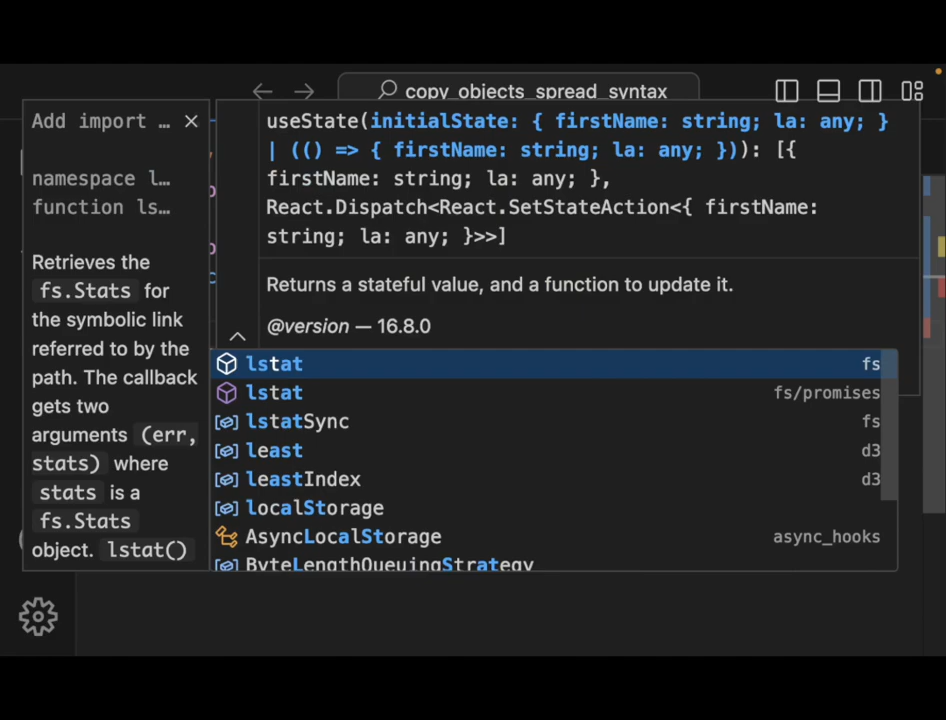 copy_objects_spread_syntax
Add import …
namespace l…
function ls…
Retrieves the
fs.Stats for
the symbolic link
referred to by the
path. The callback
gets two
arguments (err,
stats) where
stats is a
fs.Stats
object. lstat()
useState(initialState: { firstName: string; la: any; }
| (() => { firstName: string; la: any; })): [{
firstName: string; la: any; },
React.Dispatch<React.SetStateAction<{ firstName:
string; la: any; }>>]
Returns a stateful value, and a function to update it.
@version — 16.8.0
lstat fs
lstat fs/promises
lstatSync fs
least d3
leastIndex d3
localStorage
AsyncLocalStorage async_hooks
ByteLengthQueuingStrategy